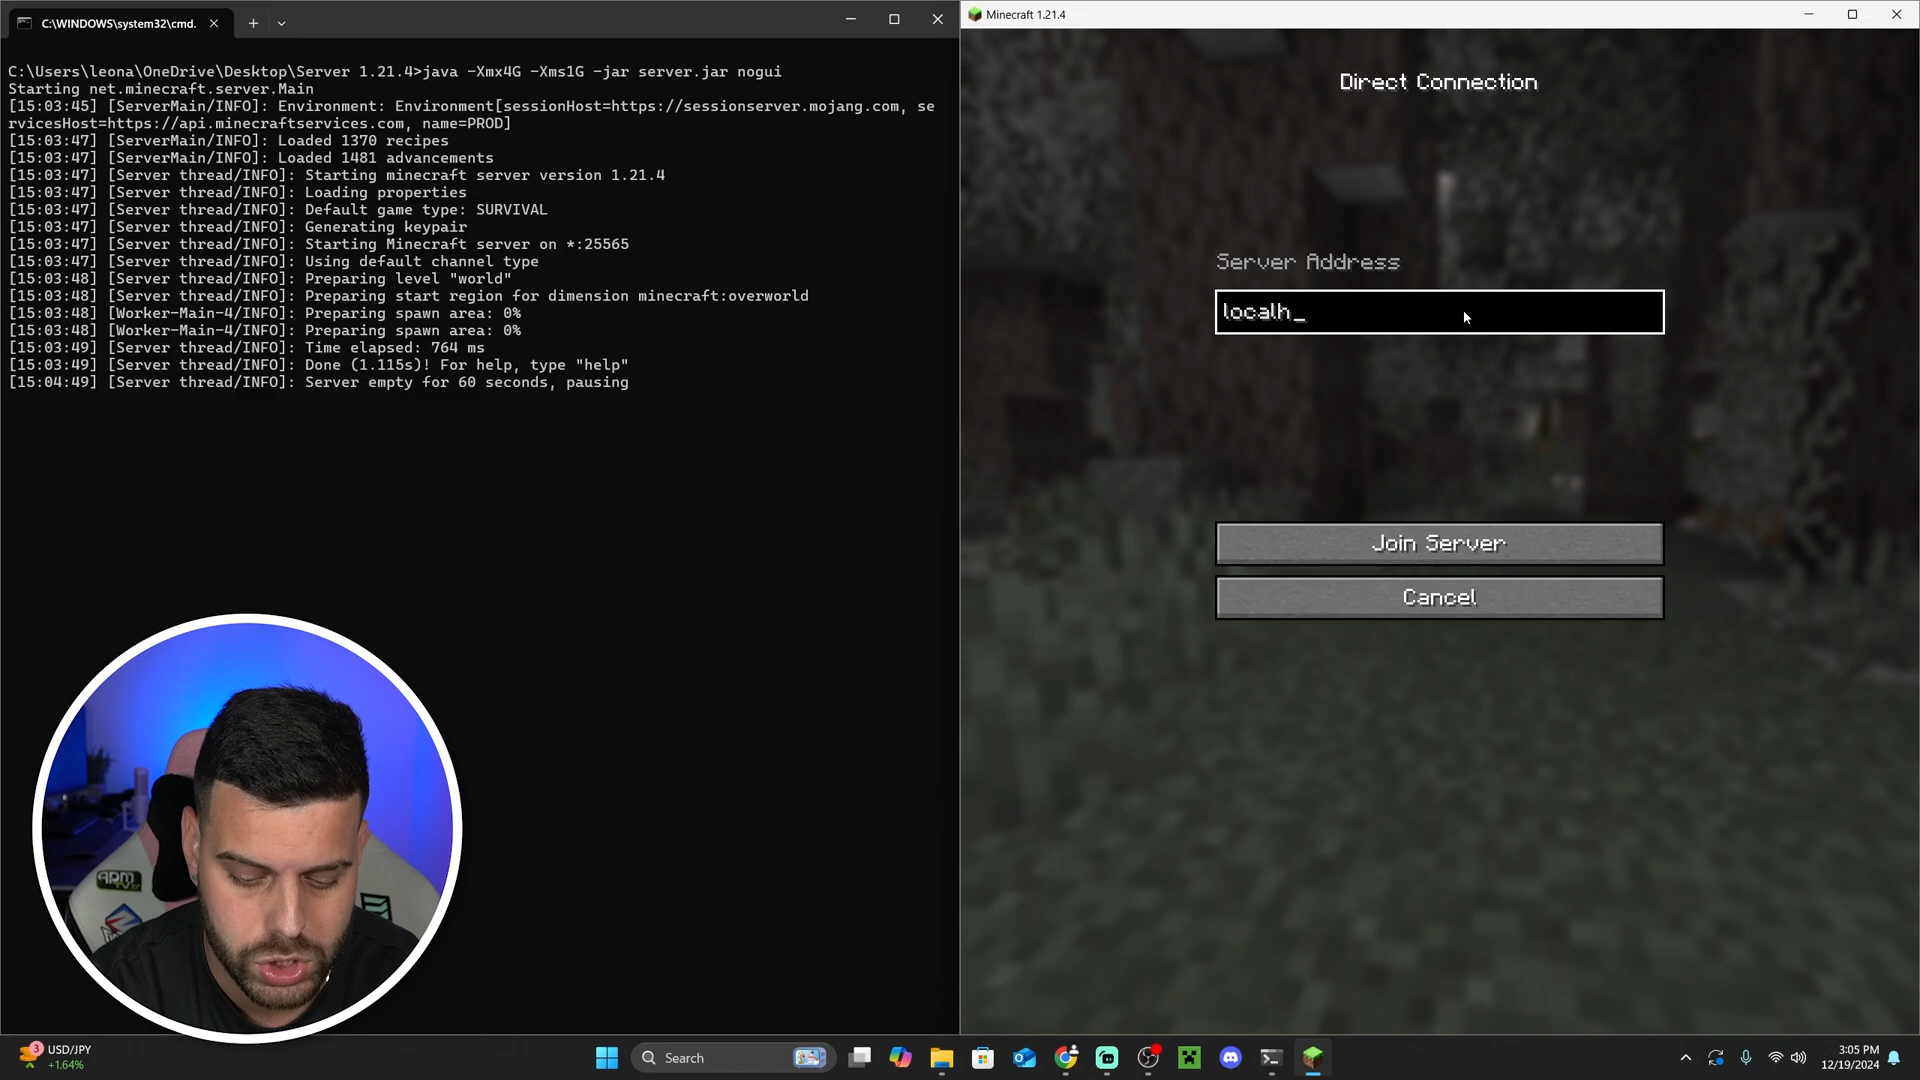 C:\WINDOWS\system32\cmd.
C:\Users\leona\OneDrive\Desktop\Server 1.21.4>java -Xmx4G -Xms1G -jar server.jar nogui
Starting net.minecraft.server.Main
[15:03:45] [ServerMain/INFO]: Environment: Environment[sessionHost=https://sessionserver.mojang.com, se
rvicesHost=https://api.minecraftservices.com, name=PROD]
[15:03:47] [ServerMain/INFO]: Loaded 1370 recipes
[15:03:47] [ServerMain/INFO]: Loaded 1481 advancements
[15:03:47] [Server thread/INFO]: Starting minecraft server version 1.21.4
[15:03:47] [Server thread/INFO]: Loading properties
[15:03:47] [Server thread/INFO]: Default game type: SURVIVAL
[15:03:47] [Server thread/INFO]: Generating keypair
[15:03:47] [Server thread/INFO]: Starting Minecraft server on *:25565
[15:03:47] [Server thread/INFO]: Using default channel type
[15:03:48] [Server thread/INFO]: Preparing level "world"
[15:03:48] [Server thread/INFO]: Preparing start region for dimension minecraft:overworld
[15:03:48] [Worker-Main-4/INFO]: Preparing spawn area: 0%
[15:03:48] [Worker-Main-4/INFO]: Preparing spawn area: 0%
[15:03:49] [Server thread/INFO]: Time elapsed: 764 ms
[15:03:49] [Server thread/INFO]: Done (1.115s)! For help, type "help"
[15:04:49] [Server thread/INFO]: Server empty for 60 seconds, pausing
Minecraft 1.21.4
Direct Connection
Server Address
localh_
Join Server
Cancel
3
USD/JPY
+1.64%
Search
3:05 PM
12/19/2024